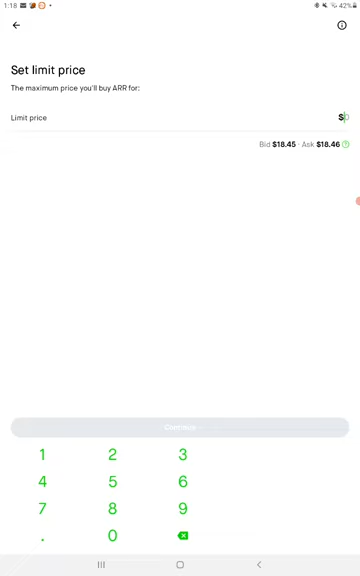 1:18 42%
Set limit price
The maximum price you'll buy ARR for:
Limit price $0
Bid $18.45 · Ask $18.46
Continue
1 2 3
4 5 6
7 8 9
. 0